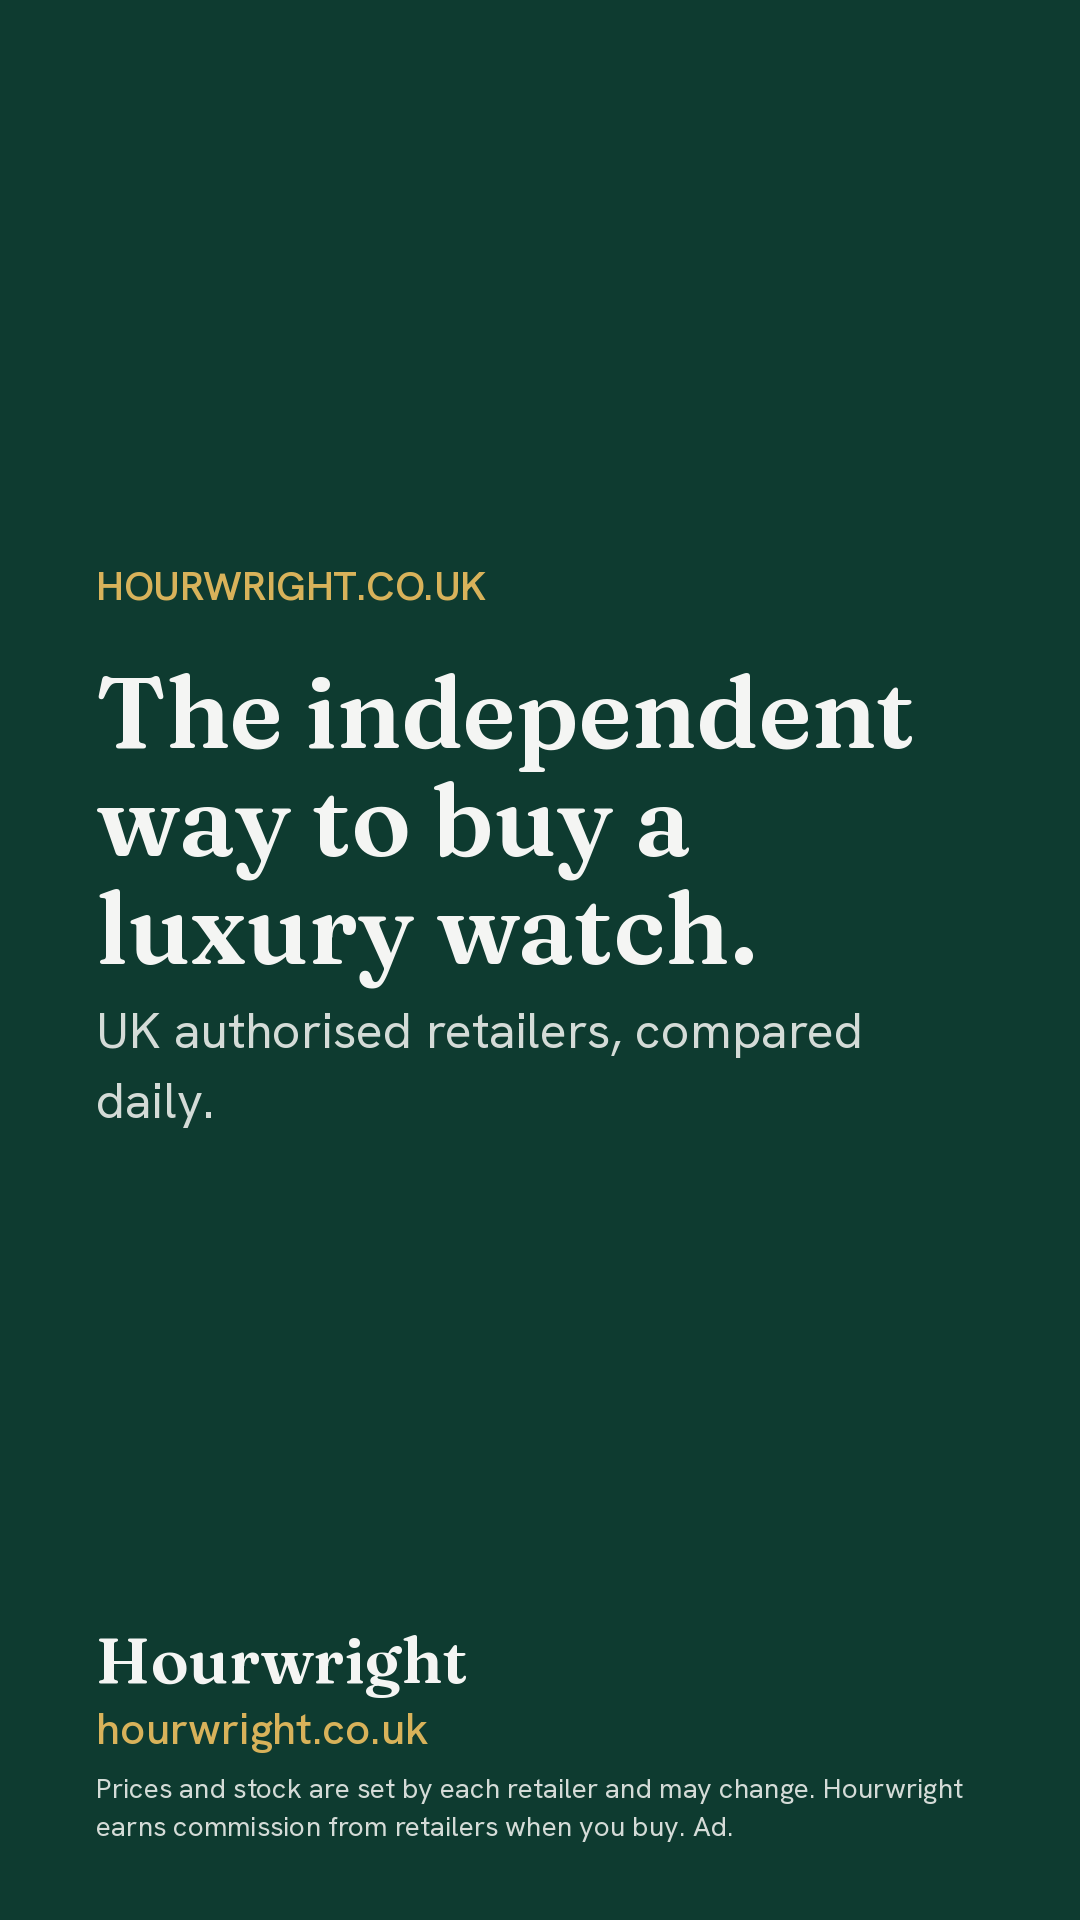 HOURWRIGHT.CO.UK
The independent
way to buy a
luxury watch.
UK authorised retailers, compared
daily.
Hourwright
hourwright.co.uk
Prices and stock are set by each retailer and may change. Hourwright
earns commission from retailers when you buy. Ad.